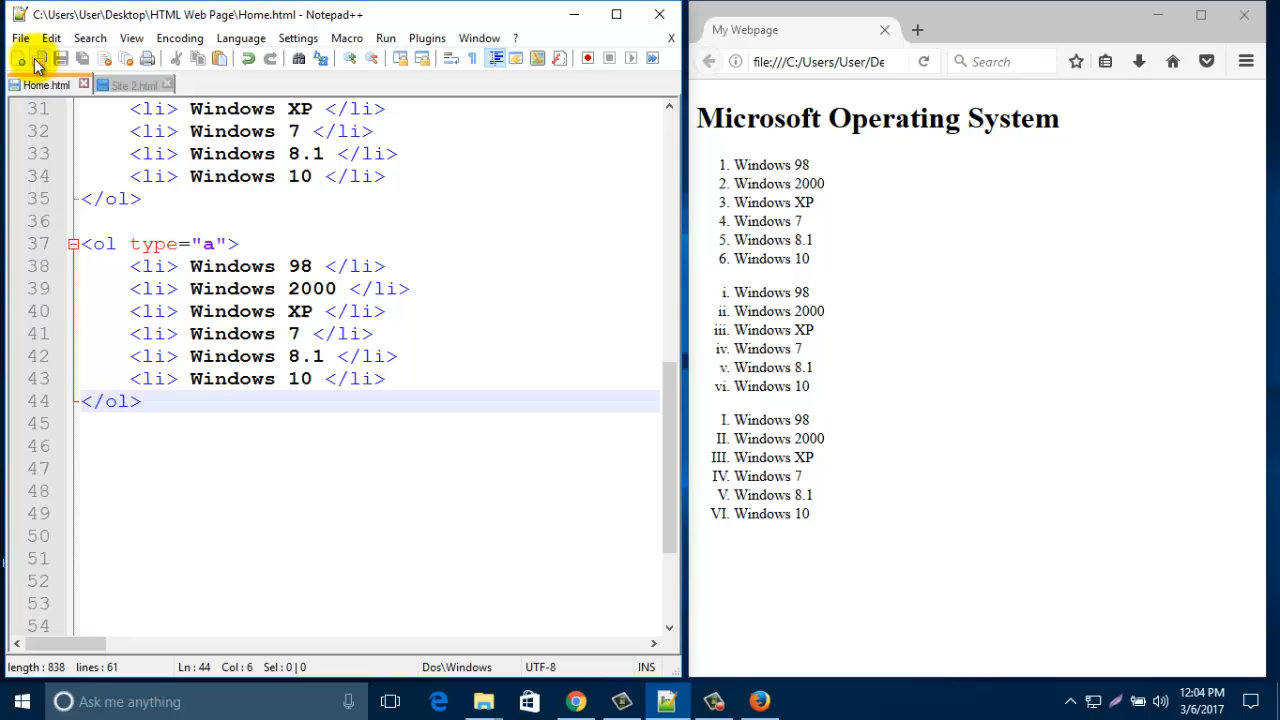 C:\Users\User\Desktop\HTML Web Page\Home.html - Notepad++
File Edit Search View Encoding Language Settings Macro Run Plugins Window ? X
Home.html Site 2.html
31 <li> Windows XP </li>
32 <li> Windows 7 </li>
33 <li> Windows 8.1 </li>
34 <li> Windows 10 </li>
35 </ol>
36
37 <ol type="a">
38 <li> Windows 98 </li>
39 <li> Windows 2000 </li>
40 <li> Windows XP </li>
41 <li> Windows 7 </li>
42 <li> Windows 8.1 </li>
43 <li> Windows 10 </li>
44 </ol>
45
46
47
48
49
50
51
52
53
54
length : 838 lines : 61 Ln : 44 Col : 6 Sel : 0 | 0 Dos\Windows UTF-8 INS
My Webpage
file:///C:/Users/User/De Search
Microsoft Operating System
1. Windows 98
2. Windows 2000
3. Windows XP
4. Windows 7
5. Windows 8.1
6. Windows 10
i. Windows 98
ii. Windows 2000
iii. Windows XP
iv. Windows 7
v. Windows 8.1
vi. Windows 10
I. Windows 98
II. Windows 2000
III. Windows XP
IV. Windows 7
V. Windows 8.1
VI. Windows 10
Ask me anything
12:04 PM
3/6/2017